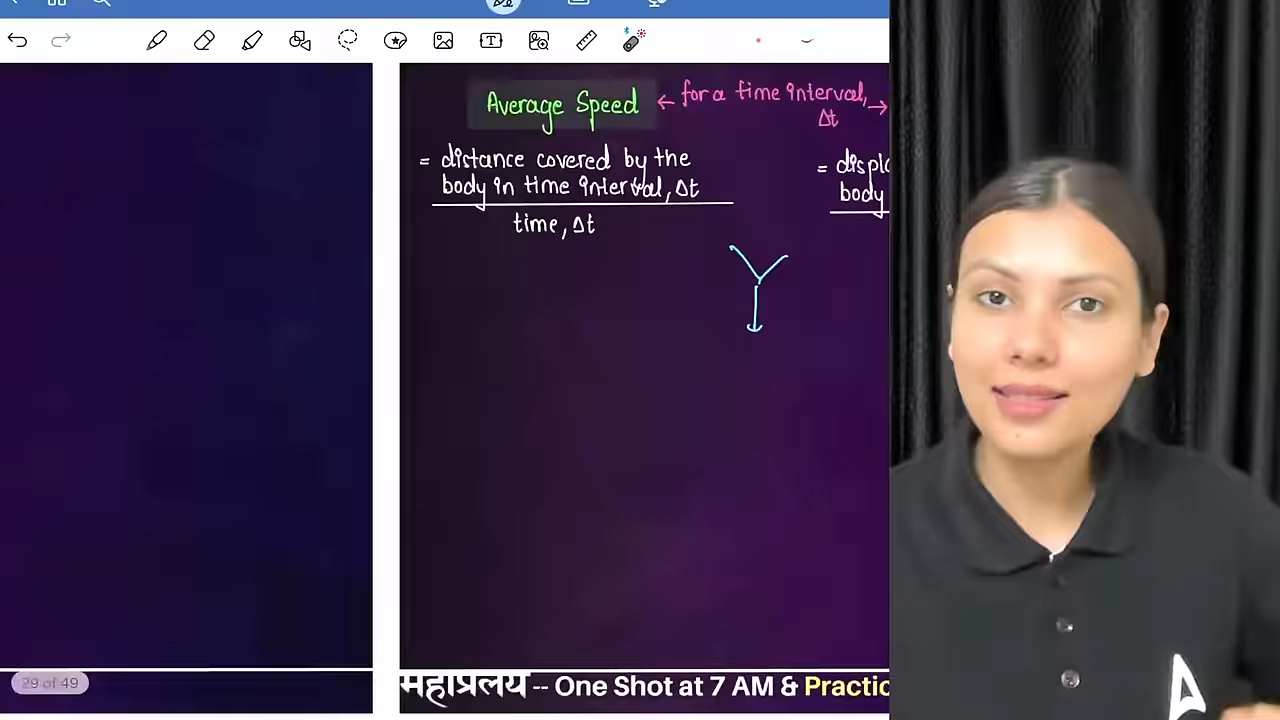 Average Speed ← for a time interval, →
Δt
= distance covered by the
body in time interval, Δt
time, Δt
= displa
body
29 of 49
महाप्रलय -- One Shot at 7 AM & Practic